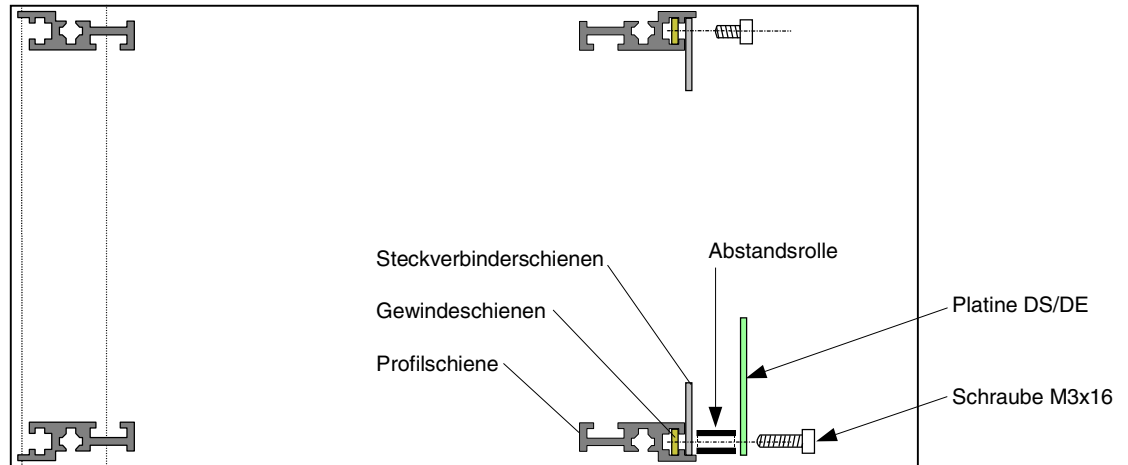 Steckverbinderschienen
Abstandsrolle
Gewindeschienen
Platine DS/DE
Profilschiene
Schraube M3x16